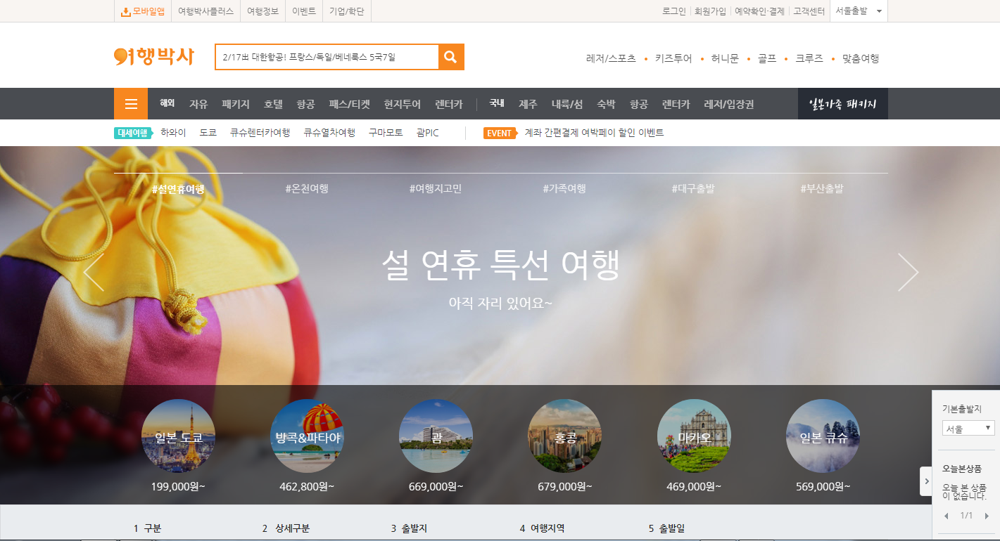 모바일앱 여행박사플러스 여행정보 이벤트 기업/학단 로그인 회원가입 예약확인·결제 고객센터 서울출발
여행박사 2/17出 대한항공! 프랑스/독일/베네룩스 5국7일 레저/스포츠 키즈투어 허니문 골프 크루즈 맞춤여행
해외 자유 패키지 호텔 항공 패스/티켓 현지투어 렌터카 국내 제주 내륙/섬 숙박 항공 렌터카 레저/입장권 일본가족 패키지
대세여행 하와이 도쿄 큐슈렌터카여행 큐슈열차여행 구마모토 괌PIC EVENT 계좌 간편결제 여박페이 할인 이벤트
#설연휴여행 #온천여행 #여행지고민 #가족여행 #대구출발 #부산출발
설 연휴 특선 여행
아직 자리 있어요~
일본 도쿄 방콕&파타야 괌 홍콩 마카오 일본 큐슈
199,000원~ 462,800원~ 669,000원~ 679,000원~ 469,000원~ 569,000원~
기본출발지
서울
오늘본상품
오늘 본 상품
이 없습니다.
1/1
1 구분 2 상세구분 3 출발지 4 여행지역 5 출발일